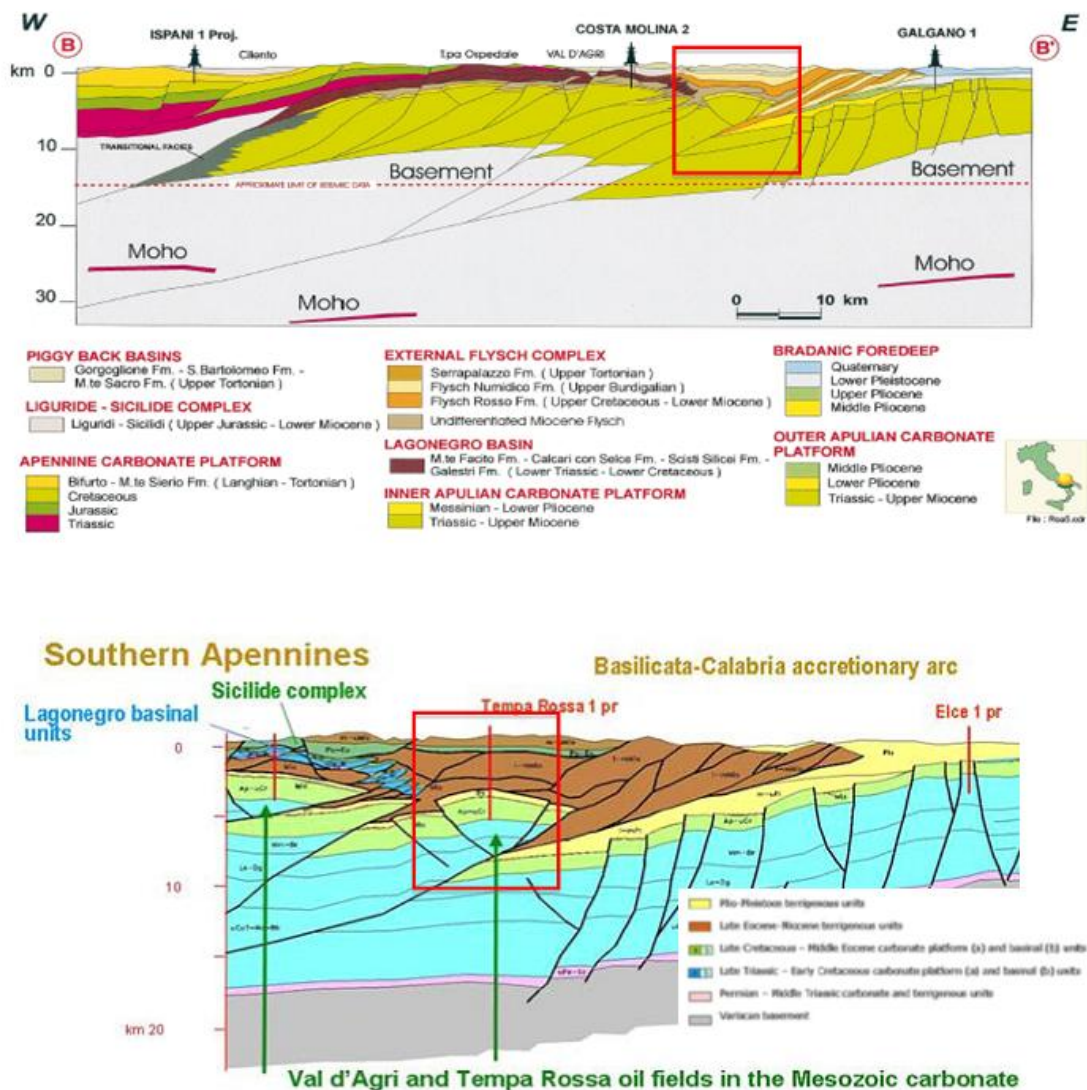 W
E
B
ISPANI 1 Proj.
Cilento
T.pa Ospedale
VAL D'AGRI
COSTA MOLINA 2
GALGANO 1
B'
km 0
10
20
30
TRANSITIONAL FACIES
Basement
Basement
APPROXIMATE LIMIT OF SEISMIC DATA
Moho
Moho
Moho
0 10 km
PIGGY BACK BASINS
Gorgoglione Fm. - S.Bartolomeo Fm. -
M.te Sacro Fm. ( Upper Tortonian )
LIGURIDE - SICILIDE COMPLEX
Liguridi - Sicilidi ( Upper Jurassic - Lower Miocene )
APENNINE CARBONATE PLATFORM
Bifurto - M.te Sierio Fm. ( Langhian - Tortonian )
Cretaceous
Jurassic
Triassic
EXTERNAL FLYSCH COMPLEX
Serrapalazzo Fm. ( Upper Tortonian )
Flysch Numidico Fm. ( Upper Burdigalian )
Flysch Rosso Fm. ( Upper Cretaceous - Lower Miocene )
Undifferentiated Miocene Flysch
LAGONEGRO BASIN
M.te Facito Fm. - Calcari con Selce Fm. - Scisti Silicei Fm. -
Galestri Fm. ( Lower Triassic - Lower Cretaceous )
INNER APULIAN CARBONATE PLATFORM
Messinian - Lower Pliocene
Triassic - Upper Miocene
BRADANIC FOREDEEP
Quaternary
Lower Pleistocene
Upper Pliocene
Middle Pliocene
OUTER APULIAN CARBONATE
PLATFORM
Middle Pliocene
Lower Pliocene
Triassic - Upper Miocene
Southern Apennines
Basilicata-Calabria accretionary arc
Sicilide complex
Lagonegro basinal
units
Tempa Rossa 1 pr
Elce 1 pr
0
10
km 20
Plio-Pleistocene terrigenous units
Late Eocene-Miocene terrigenous units
Late Cretaceous - Middle Eocene carbonate platform (a) and basinal (b) units
Late Triassic - Early Cretaceous carbonate platform (a) and basinal (b) units
Permian - Middle Triassic carbonate and terrigenous units
Variscan basement
Val d'Agri and Tempa Rossa oil fields in the Mesozoic carbonate